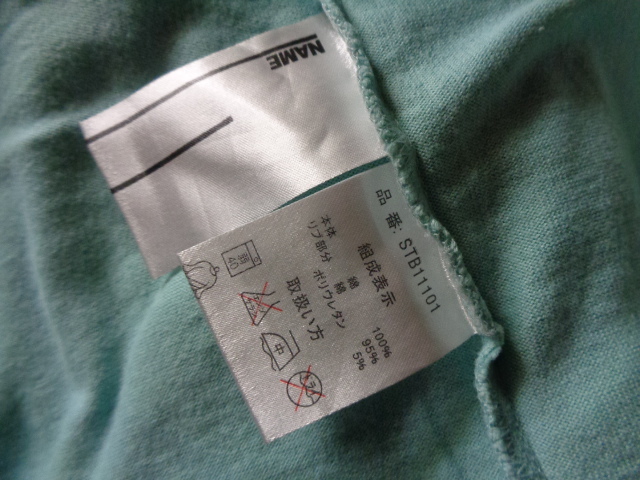 NAME
品 番: STB11101
組成表示
本体 綿 100%
リブ部分 綿 95%
ポリウレタン 5%
取扱い方
40
中